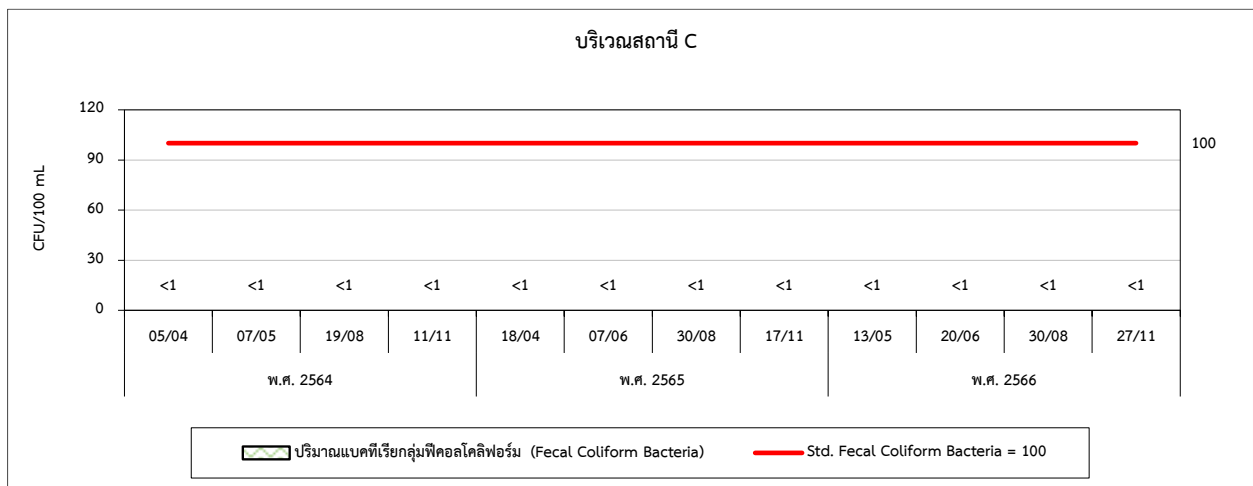 บริเวณสถานี C
120
100
90
60
CFU/100 mL
30
<1 <1 <1 <1 <1 <1 <1 <1 <1 <1 <1 <1
0
05/04 07/05 19/08 11/11 18/04 07/06 30/08 17/11 13/05 20/06 30/08 27/11
พ.ศ. 2564 พ.ศ. 2565 พ.ศ. 2566
ปริมาณแบคทีเรียกลุ่มฟีคอลโคลิฟอร์ม (Fecal Coliform Bacteria) Std. Fecal Coliform Bacteria = 100